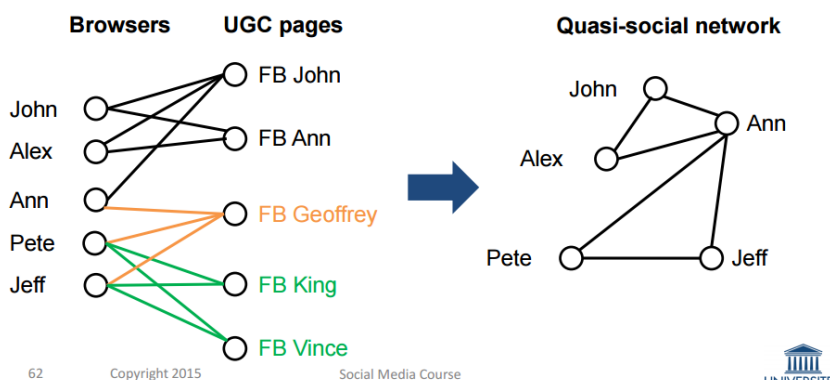 Browsers UGC pages Quasi-social network
John
Alex
Ann
Pete
Jeff
FB John
FB Ann
FB Geoffrey
FB King
FB Vince
John
Ann
Alex
Pete
Jeff
62 Copyright 2015 Social Media Course